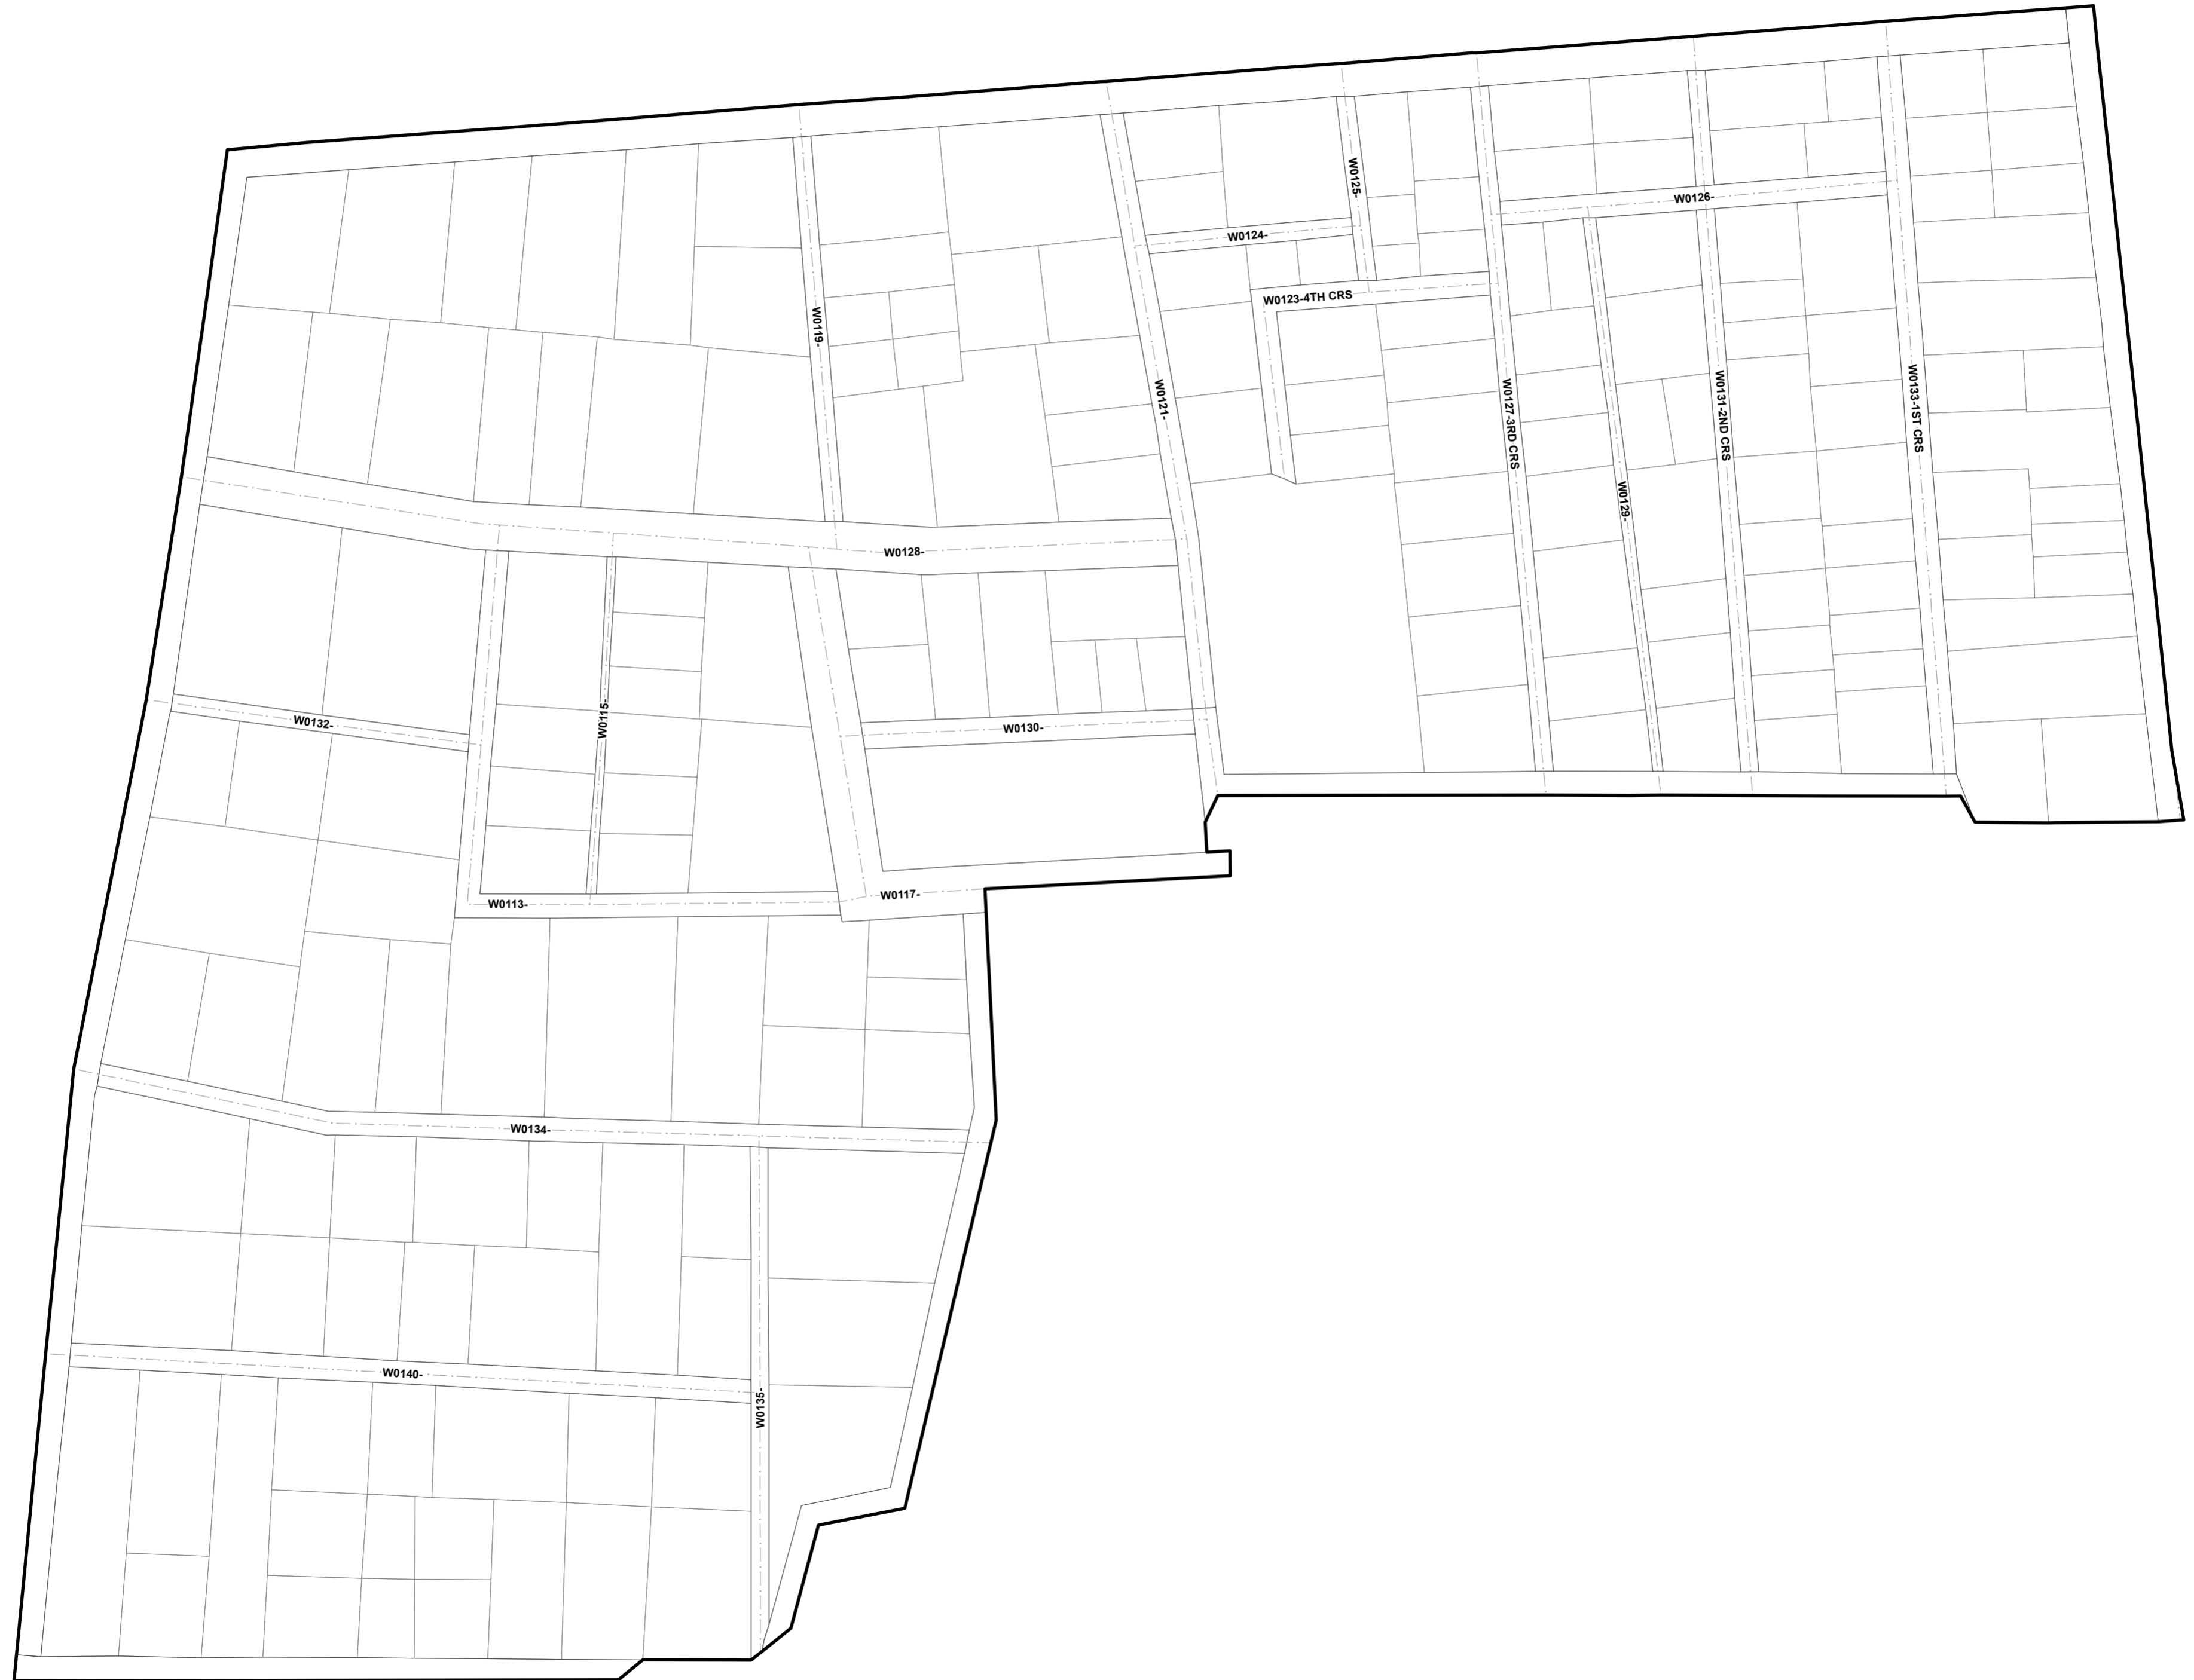 W0125-
W0126-
W0124-
W0123-4TH CRS
W0119-
W0121-
W0127-3RD CRS
W0131-2ND CRS
W0133-1ST CRS
W0129-
W0128-
W0115-
W0132-
W0130-
W0117-
W0113-
W0134-
W0140-
W0135-